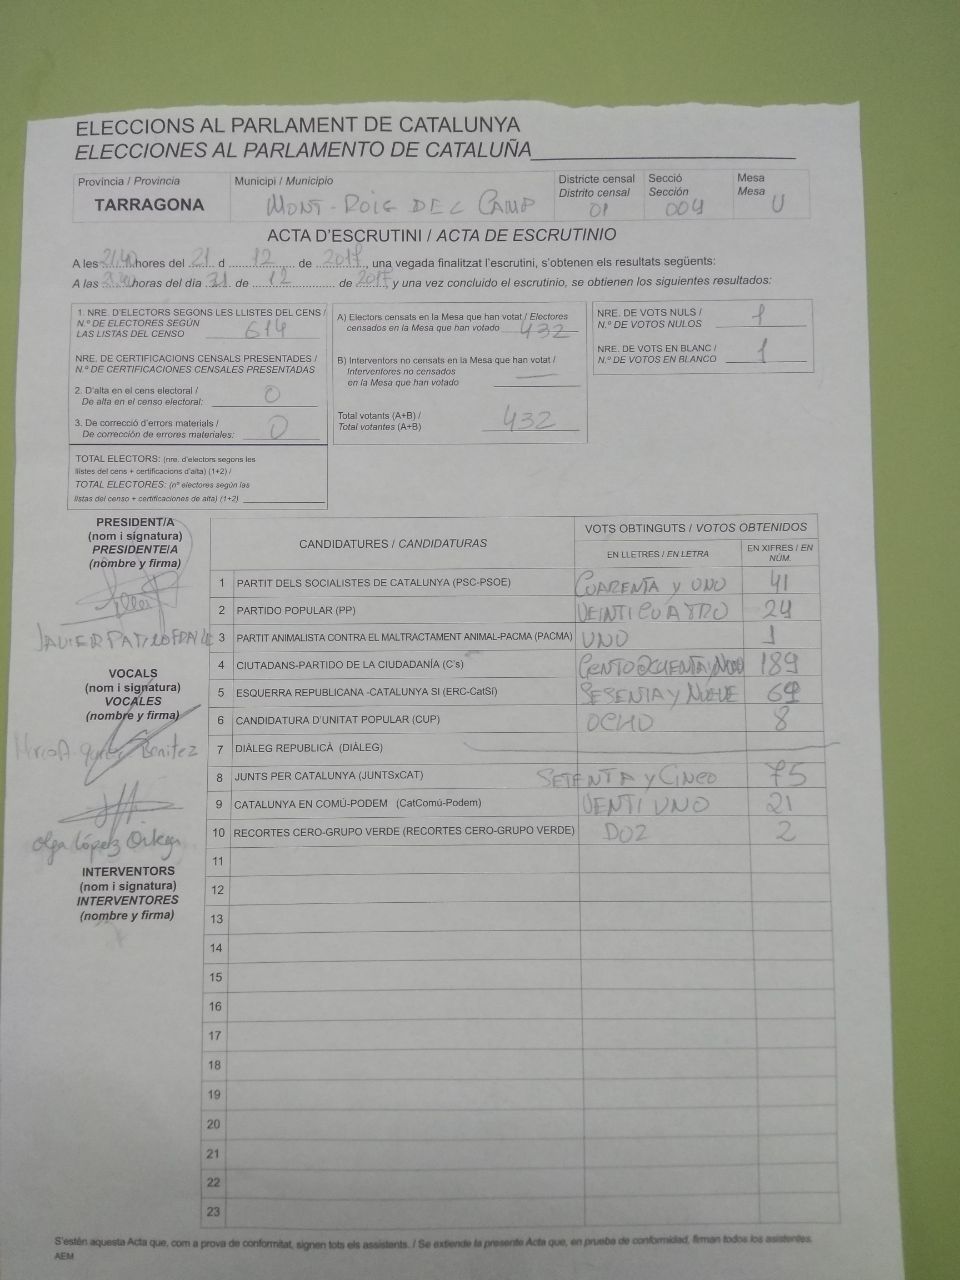 ELECCIONS AL PARLAMENT DE CATALUNYA
ELECCIONES AL PARLAMENTO DE CATALUÑA
Provincia / Provincia
TARRAGONA
Municipi / Municipio
MONT-ROIG DEL CAMP
Districte censal
Distrito censal
01
Secció
Sección
004
Mesa
Mesa
U
ACTA D'ESCRUTINI / ACTA DE ESCRUTINIO
A les 21:40 hores del 21 d 12 de 2017, una vegada finalitzat l'escrutini, s'obtenen els resultats següents:
A las horas del día 21 de 12 de 2017 y una vez concluido el escrutinio, se obtienen los siguientes resultados:
1. NRE. D'ELECTORS SEGONS LES LLISTES DEL CENS /
N.º DE ELECTORES SEGÚN
LAS LISTAS DEL CENSO 614
NRE. DE CERTIFICACIONS CENSALS PRESENTADES /
N.º DE CERTIFICACIONES CENSALES PRESENTADAS
2. D'alta en el cens electoral /
De alta en el censo electoral: 0
3. De correcció d'errors materials /
De corrección de errores materiales: 0
TOTAL ELECTORS: (nre. d'electors segons les
llistes del cens + certificacions d'alta) (1+2) /
TOTAL ELECTORES: (nº electores según las
listas del censo + certificaciones de alta) (1+2)
A) Electors censats en la Mesa que han votat / Electores
censados en la Mesa que han votado 432
B) Interventors no censats en la Mesa que han votat /
Interventores no censados
en la Mesa que han votado
Total votants (A+B) /
Total votantes (A+B) 432
NRE. DE VOTS NULS /
N.º DE VOTOS NULOS 1
NRE. DE VOTS EN BLANC /
N.º DE VOTOS EN BLANCO 1
PRESIDENT/A
(nom i signatura)
PRESIDENTE/A
(nombre y firma)
JAVIER
VOCALS
(nom i signatura)
VOCALES
(nombre y firma)
Benitez
Olga López Ortega
INTERVENTORS
(nom i signatura)
INTERVENTORES
(nombre y firma)
CANDIDATURES / CANDIDATURAS
VOTS OBTINGUTS / VOTOS OBTENIDOS
EN LLETRES / EN LETRA
EN XIFRES / EN
NÚM.
1 PARTIT DELS SOCIALISTES DE CATALUNYA (PSC-PSOE) CUARENTA y UNO 41
2 PARTIDO POPULAR (PP) VEINTICUATRO 24
3 PARTIT ANIMALISTA CONTRA EL MALTRACTAMENT ANIMAL-PACMA (PACMA) UNO 1
4 CIUTADANS-PARTIDO DE LA CIUDADANÍA (C's) 189
5 ESQUERRA REPUBLICANA -CATALUNYA SI (ERC-CatSí) SESENTA y NUEVE 69
6 CANDIDATURA D'UNITAT POPULAR (CUP) OCHO 8
7 DIÀLEG REPUBLICÀ (DIÀLEG)
8 JUNTS PER CATALUNYA (JUNTSxCAT) SETENTA y CINCO 75
9 CATALUNYA EN COMÚ-PODEM (CatComú-Podem) VENTIUNO 21
10 RECORTES CERO-GRUPO VERDE (RECORTES CERO-GRUPO VERDE) DOZ 2
11
12
13
14
15
16
17
18
19
20
21
22
23
S'estén aquesta Acta que, com a prova de conformitat, signen tots els assistents. / Se extiende la presente Acta que, en prueba de conformidad, firman todos los asistentes.
AEM